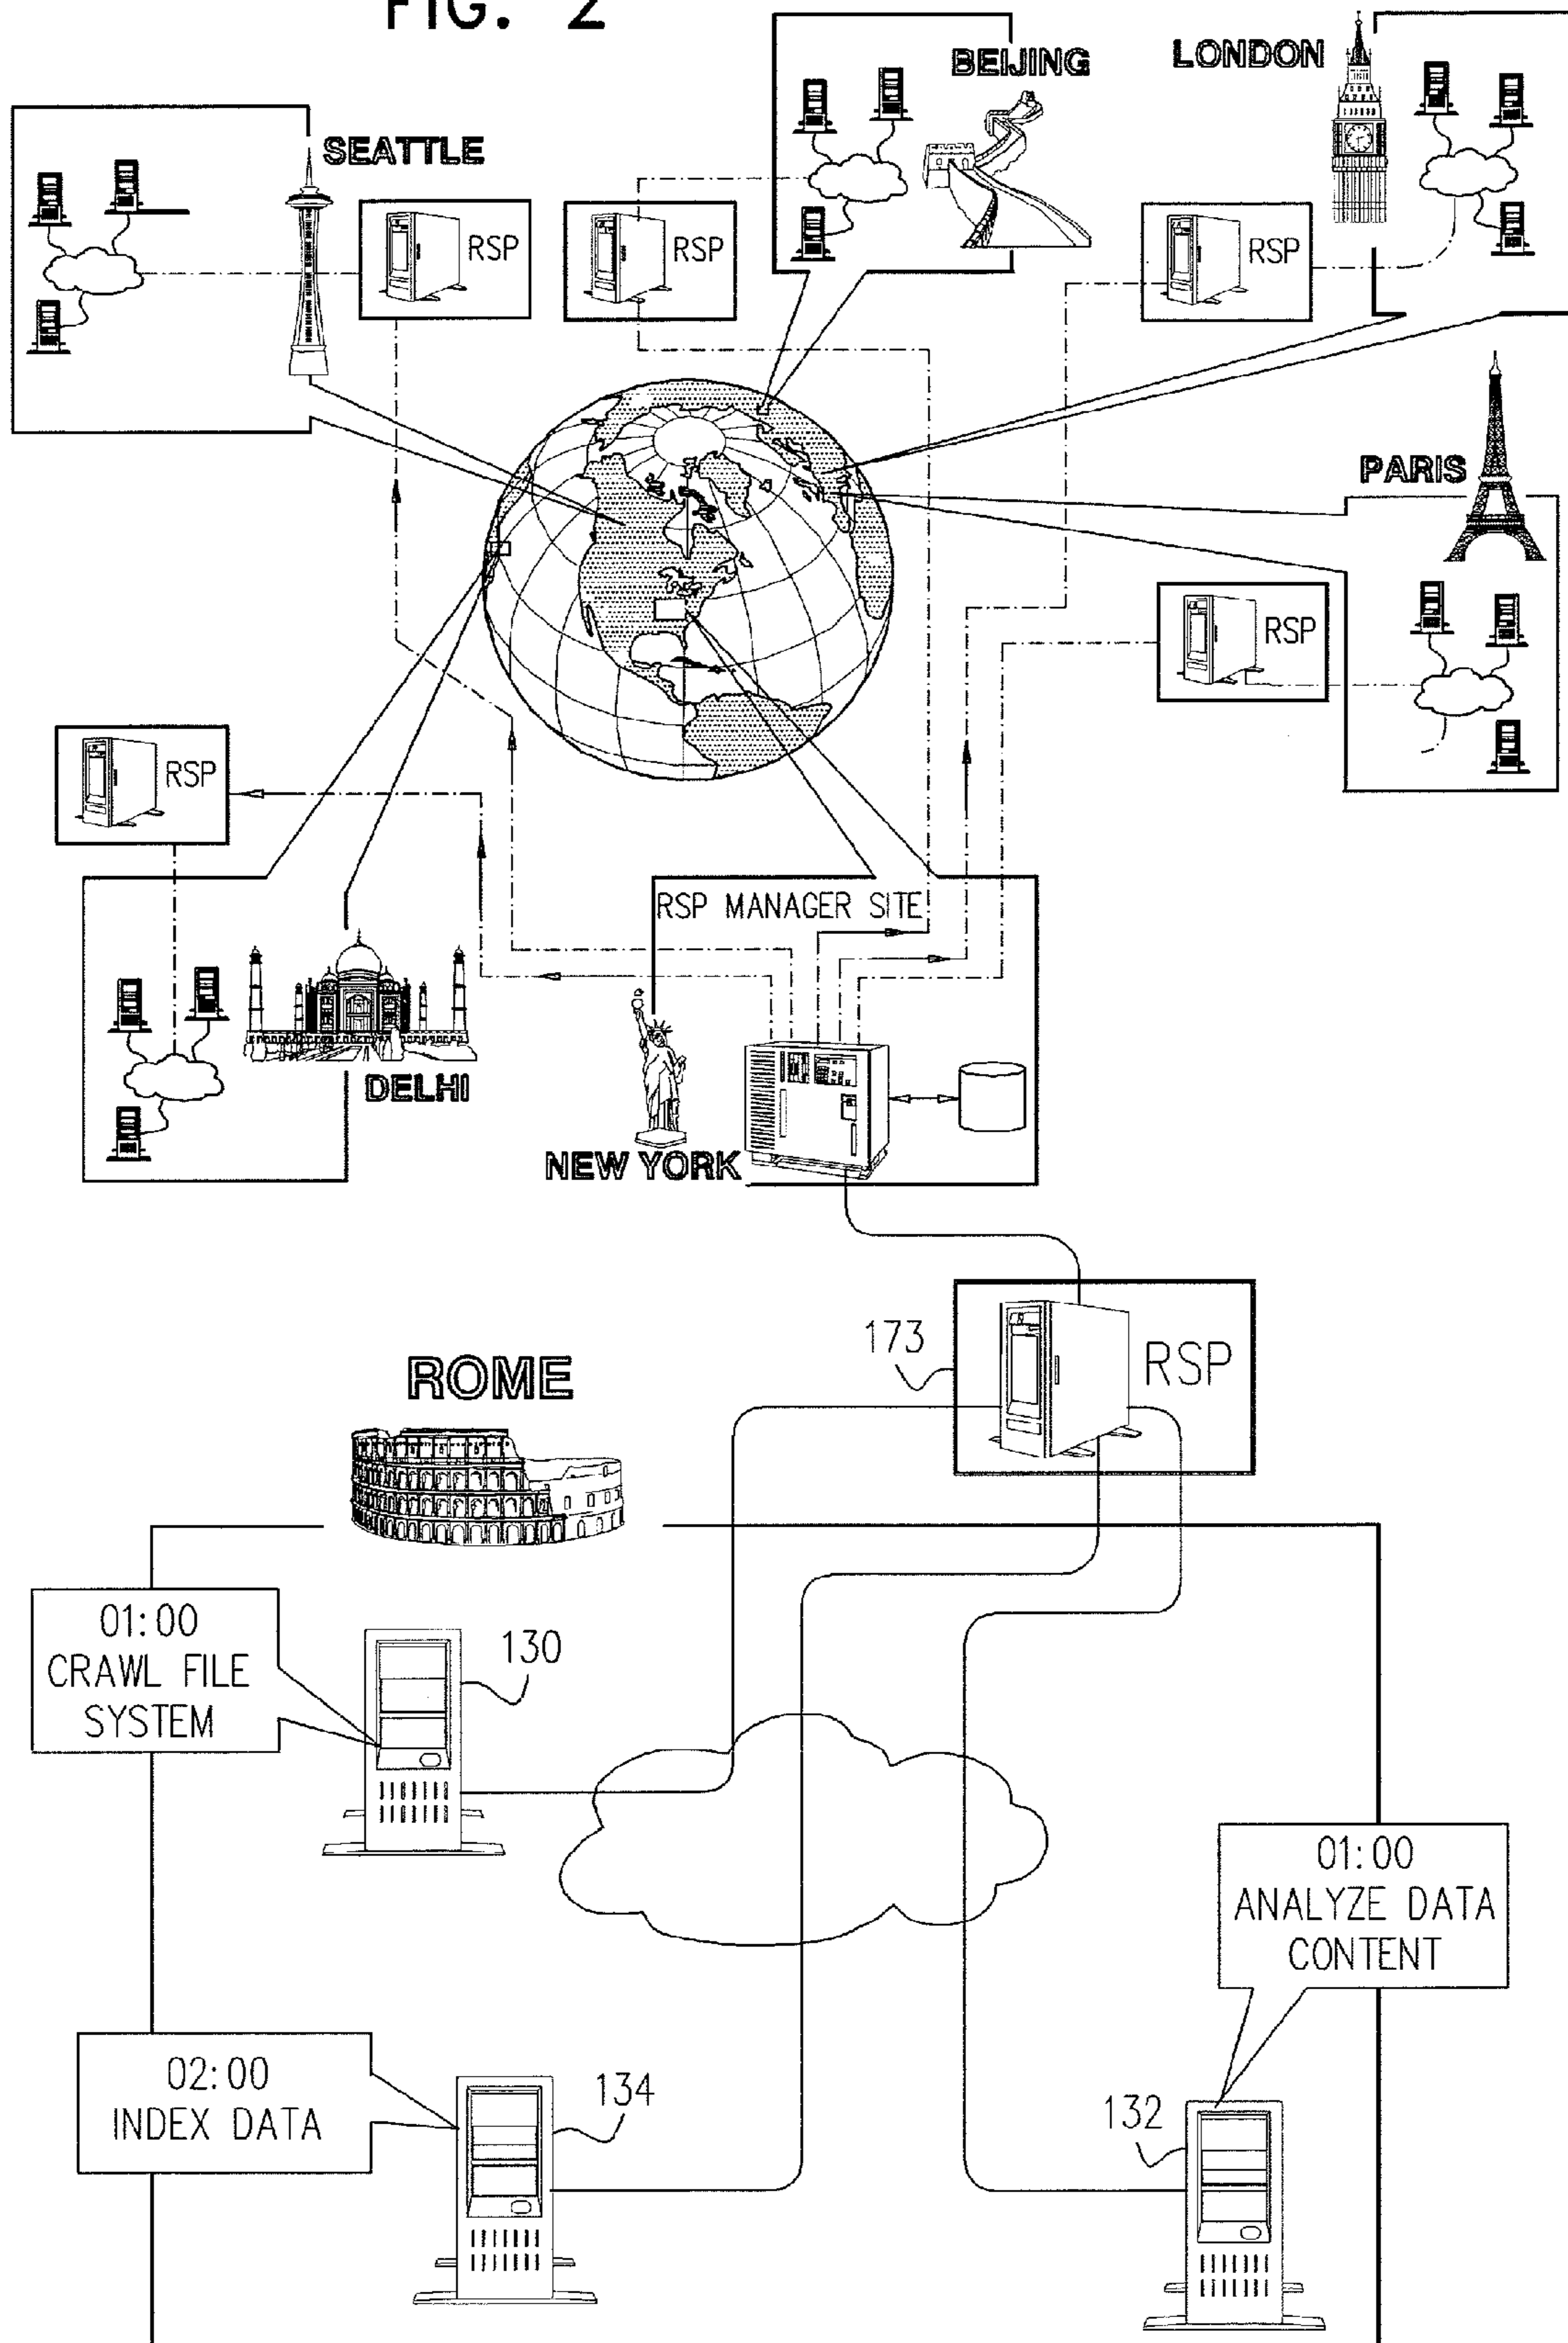 FIG. 2
BEIJING
LONDON
SEATTLE
RSP
RSP
RSP
PARIS
RSP
RSP
RSP MANAGER SITE
DELHI
NEW YORK
173
RSP
ROME
01:00
CRAWL FILE
SYSTEM
130
01:00
ANALYZE DATA
CONTENT
02:00
INDEX DATA
134
132